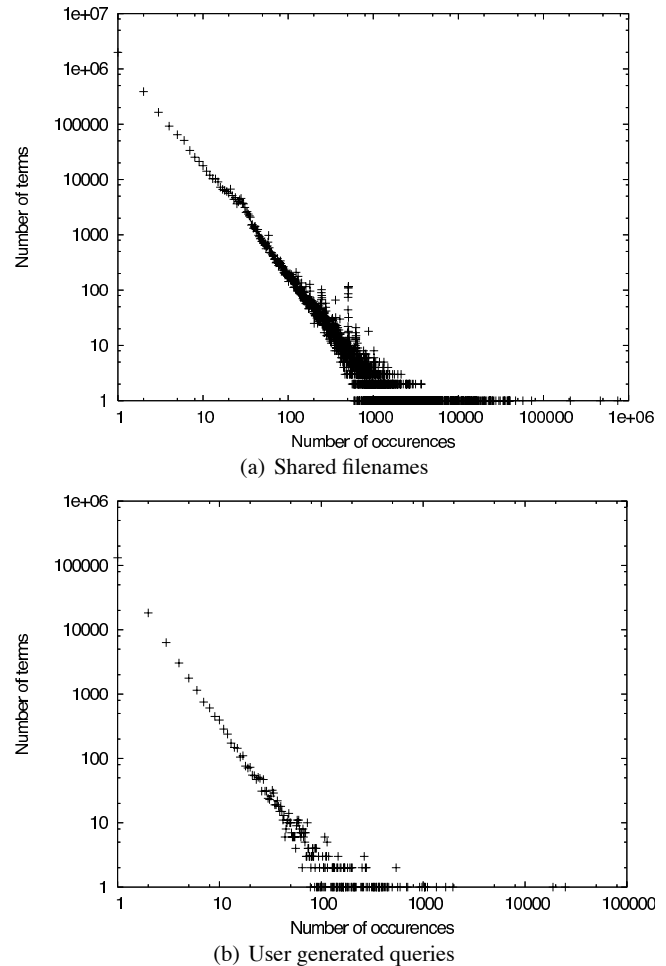 1e+07
1e+06
100000
10000
1000
100
10
1
Number of terms
1 10 100 1000 10000 100000 1e+06
Number of occurences
(a) Shared filenames
1e+06
100000
10000
1000
100
10
1
Number of terms
1 10 100 1000 10000 100000
Number of occurences
(b) User generated queries